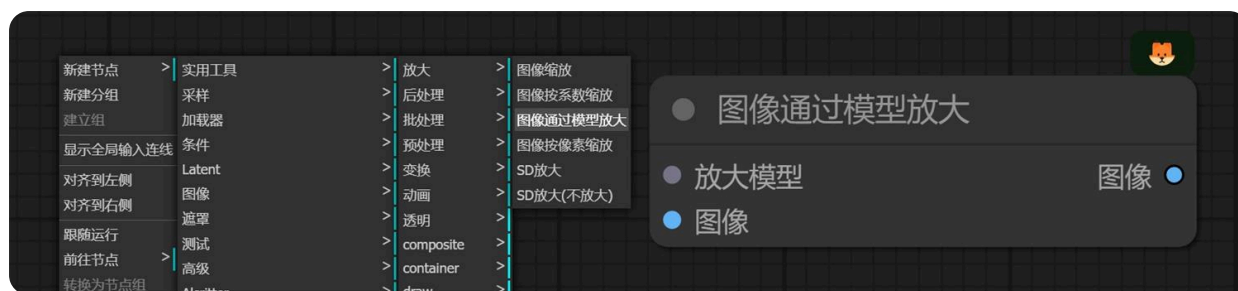 新建节点 >
新建分组
建立组
显示全局输入连线
对齐到左侧
对齐到右侧
跟随运行
前往节点 >
转换为节点组
实用工具 >
采样 >
加载器 >
条件 >
Latent >
图像 >
遮罩 >
测试 >
高级 >
放大 >
后处理 >
批处理 >
预处理 >
变换 >
动画 >
透明 >
composite >
container >
draw >
图像缩放
图像按系数缩放
图像通过模型放大
图像按像素缩放
SD放大
SD放大(不放大)
图像通过模型放大
放大模型
图像
图像